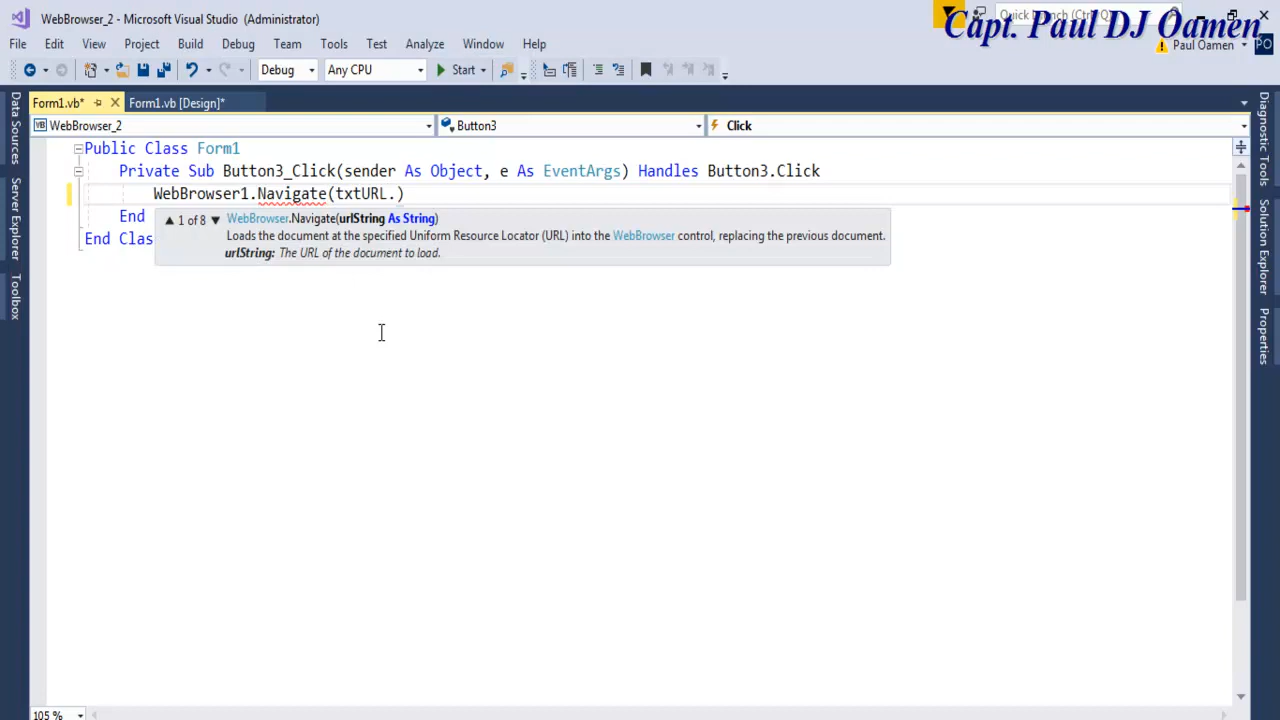 WebBrowser_2 - Microsoft Visual Studio (Administrator)
Quick Launch (Ctrl+Q)
Capt. Paul DJ Oamen
File Edit View Project Build Debug Team Tools Test Analyze Window Help
Paul Oamen PO
Debug Any CPU Start
Form1.vb* Form1.vb [Design]*
WebBrowser_2 Button3 Click
Public Class Form1
Private Sub Button3_Click(sender As Object, e As EventArgs) Handles Button3.Click
WebBrowser1.Navigate(txtURL.)
End
1 of 8 WebBrowser.Navigate(urlString As String)
End Clas
Loads the document at the specified Uniform Resource Locator (URL) into the WebBrowser control, replacing the previous document.
urlString: The URL of the document to load.
Data Sources
Server Explorer
Toolbox
Diagnostic Tools
Solution Explorer
Properties
105 %